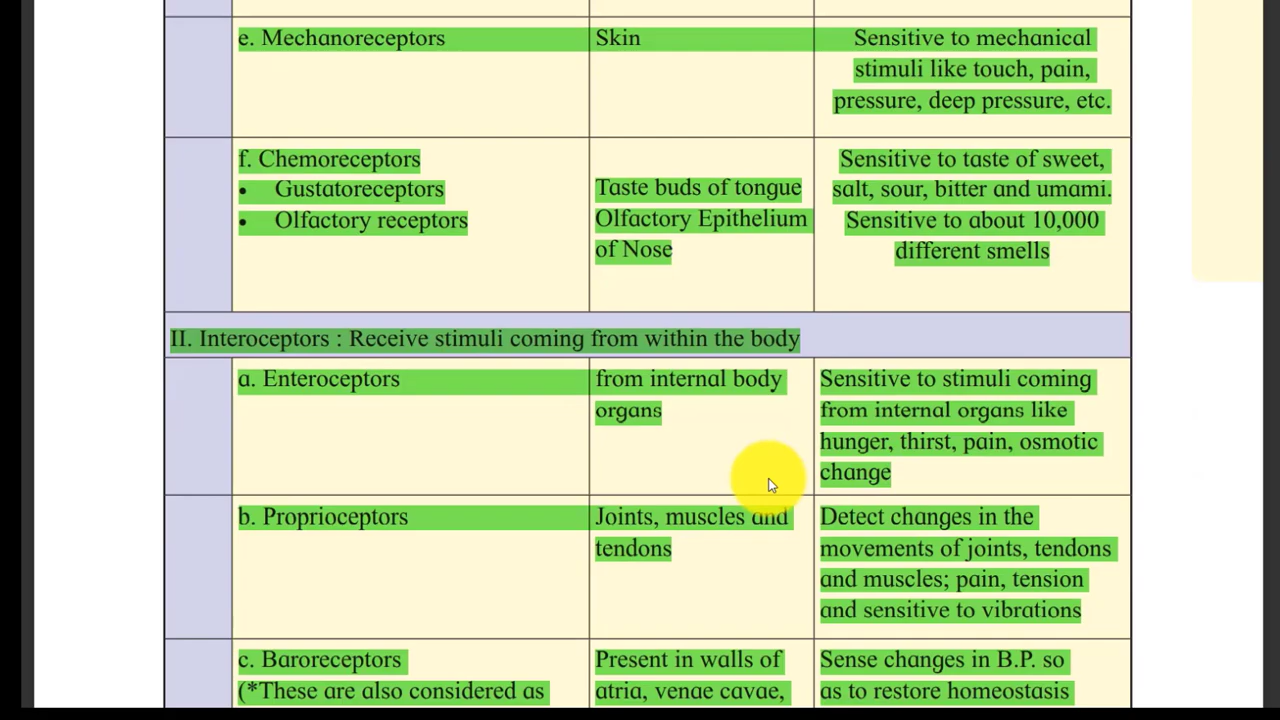 e. Mechanoreceptors
Skin
Sensitive to mechanical
stimuli like touch, pain,
pressure, deep pressure, etc.
f. Chemoreceptors
• Gustatoreceptors
• Olfactory receptors
Taste buds of tongue
Olfactory Epithelium
of Nose
Sensitive to taste of sweet,
salt, sour, bitter and umami.
Sensitive to about 10,000
different smells
II. Interoceptors : Receive stimuli coming from within the body
a. Enteroceptors
from internal body
organs
Sensitive to stimuli coming
from internal organs like
hunger, thirst, pain, osmotic
change
b. Proprioceptors
Joints, muscles and
tendons
Detect changes in the
movements of joints, tendons
and muscles; pain, tension
and sensitive to vibrations
c. Baroreceptors
(*These are also considered as
Present in walls of
atria, venae cavae,
Sense changes in B.P. so
as to restore homeostasis